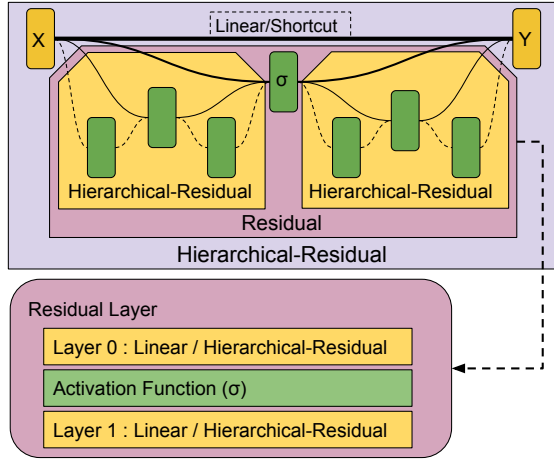 Linear/Shortcut
X
Y
σ
Hierarchical-Residual
Hierarchical-Residual
Residual
Hierarchical-Residual
Residual Layer
Layer 0 : Linear / Hierarchical-Residual
Activation Function (σ)
Layer 1 : Linear / Hierarchical-Residual